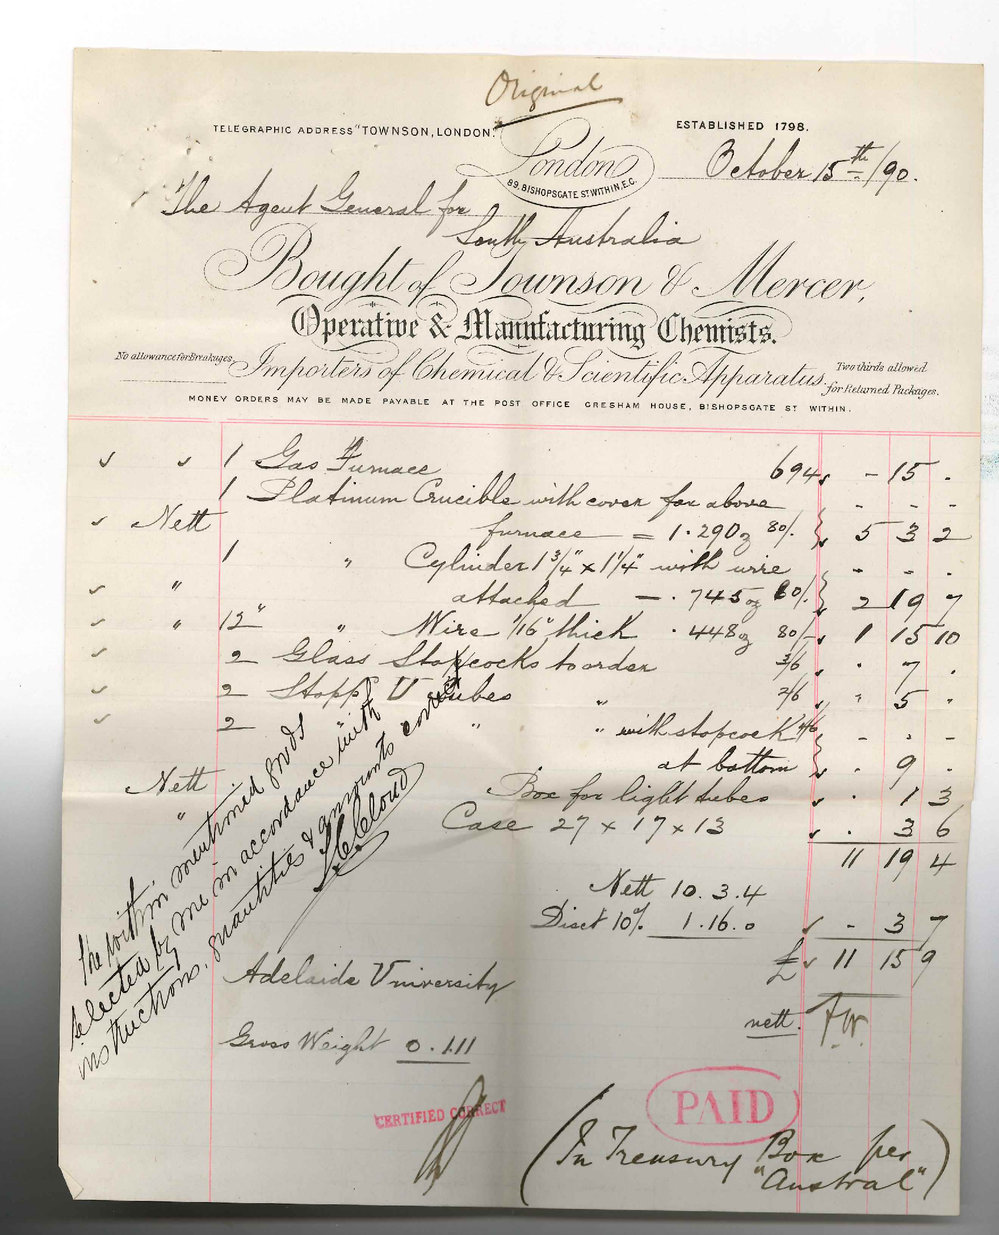 Original
TELEGRAPHIC ADDRESS "TOWNSON, LONDON."
ESTABLISHED 1798.
London
89, BISHOPSGATE ST WITHIN, E.C.
October 15th/90.
The Agent General for
South Australia
Bought of Townson & Mercer,
Operative & Manufacturing Chemists.
No allowance for Breakages
Importers of Chemical & Scientific Apparatus.
Two thirds allowed
for Returned Packages.
MONEY ORDERS MAY BE MADE PAYABLE AT THE POST OFFICE GRESHAM HOUSE, BISHOPSGATE ST WITHIN.
✓ ✓ 1 Gas Furnace 694 ✓ - 15 .
1 Platinum Crucible with cover for above - - -
✓ Nett furnace = 1.290z 80/. } ✓ 5 3 2
1 " Cylinder 1 3/4" x 1 1/4" with wire - - -
✓ " attached — .745oz 80/. } ✓ 2 19 7
✓ " 12" " Wire 1/16" thick .448oz 80/- ✓ 1 15 10
✓ 2 Glass Stopcocks to order 3/6 ✓ . 7 .
✓ 2 Stopp'd U tubes " 2/6 ✓ " 5 .
✓ 2 " " with stopcock 4/6 } - . -
at bottom } ✓ . 9 .
Nett Box for light tubes ✓ . 1 3
" Case 27 x 17 x 13 ✓ . 3 6
11 19 4
Nett 10.3.4
Disct 10% 1.16.0 ✓ - 3 7
£ ✓ 11 15 9
The within mentioned goods
selected by me in accordance with
instructions, quantities & amounts correct
T.C. Cloud
Adelaide University
nett. F.W.
Gross Weight 0.1.11
CERTIFIED CORRECT
PAID
(In Treasury Box per
"Austral")